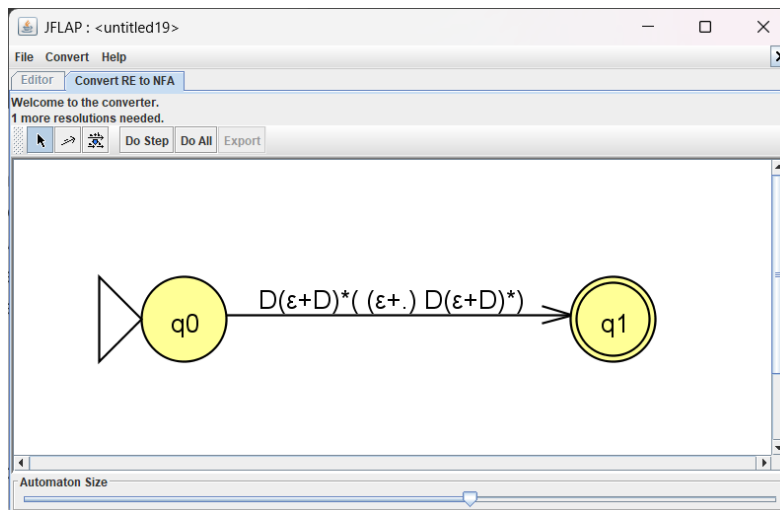 JFLAP : <untitled19>
File Convert Help
Editor Convert RE to NFA
Welcome to the converter.
1 more resolutions needed.
Do Step Do All Export
D(ε+D)*( (ε+.) D(ε+D)*)
q0 q1
Automaton Size